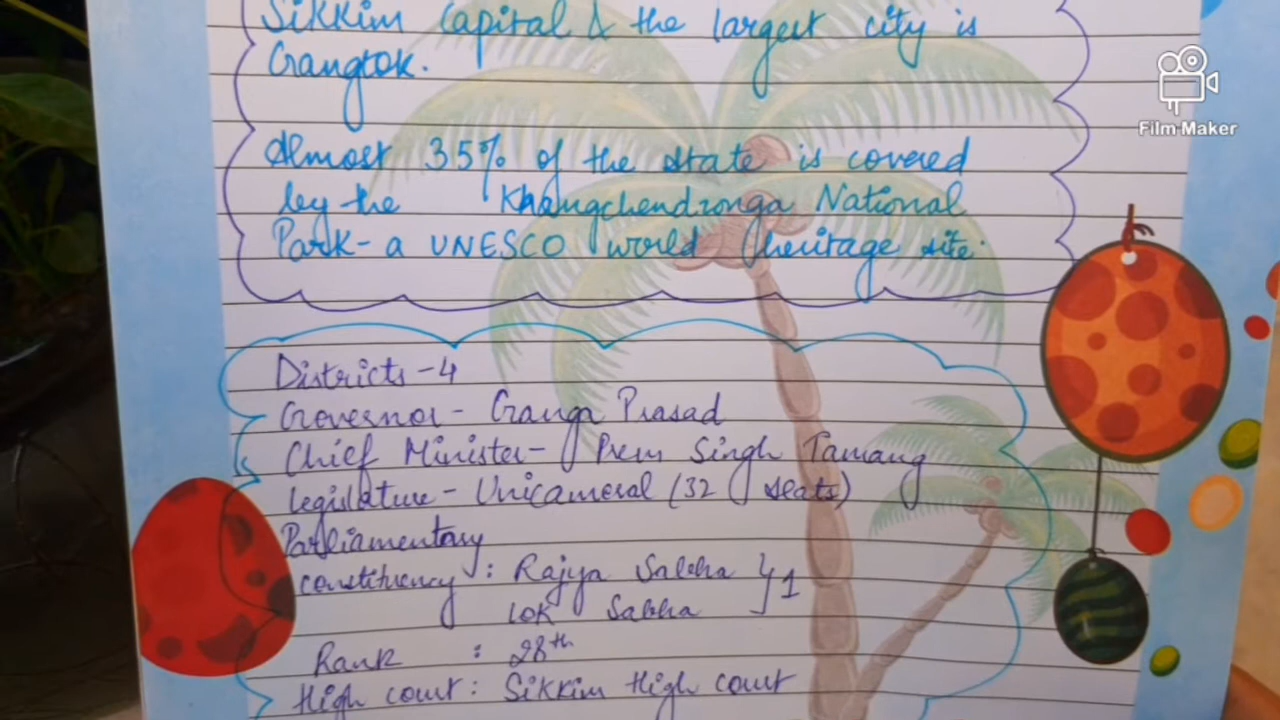 Sikkim Capital & the largest city is
Gangtok.
Almost 35% of the state is covered
by the Khangchendzonga National
Park - a UNESCO world heritage site.
Districts - 4
Governor - Ganga Prasad
Chief Minister - Prem Singh Tamang
legislature - Unicameral (32 seats)
Parliamentary
constituency : Rajya Sabha } 1
Lok Sabha
Rank : 28th
High court : Sikkim High court
Film Maker